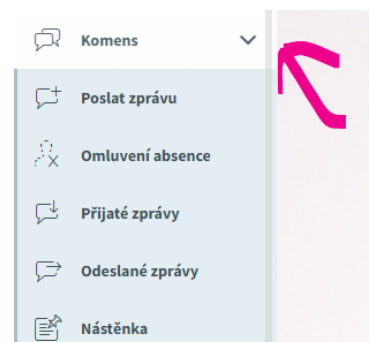 Komens
Poslat zprávu
Omluvení absence
Přijaté zprávy
Odeslané zprávy
Nástěnka